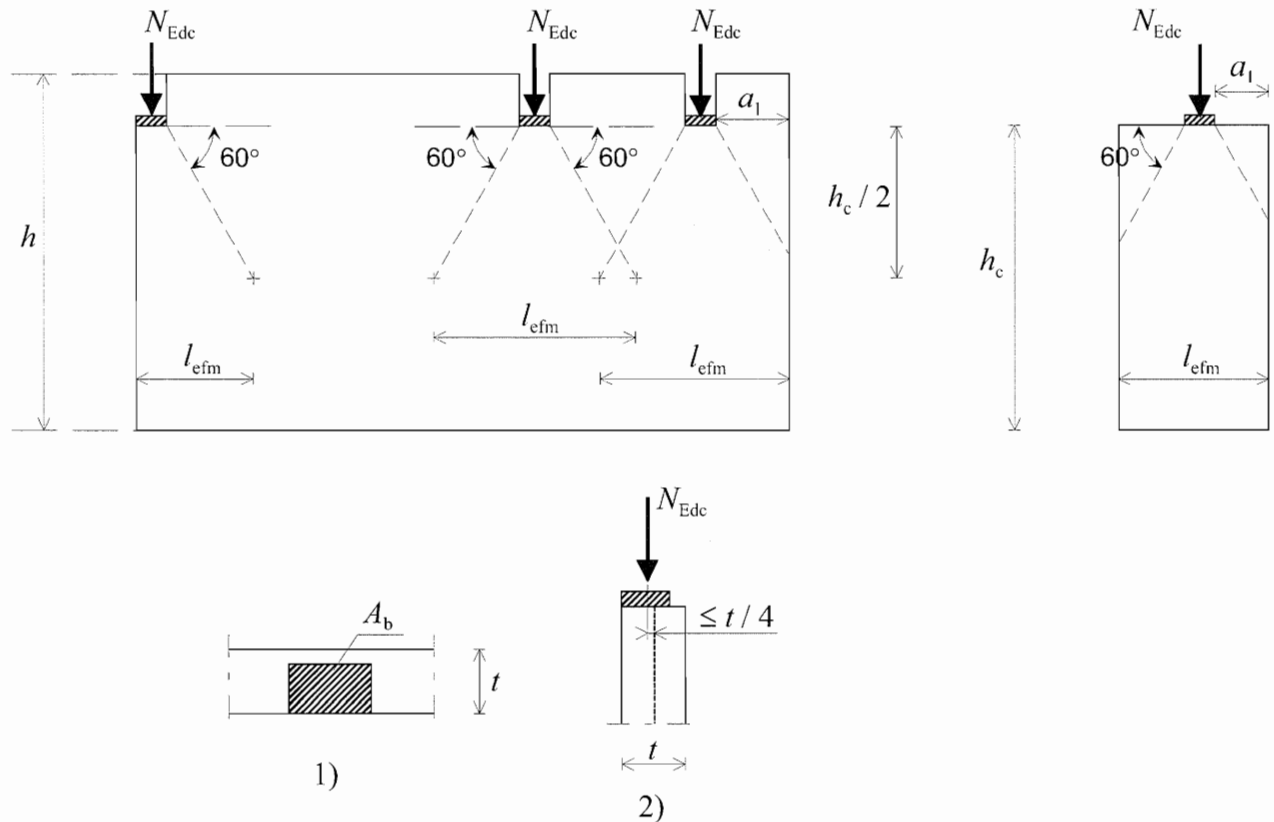 N_Edc N_Edc N_Edc N_Edc
a_1 a_1
60° 60° 60° 60°
h h_c / 2 h_c
l_efm
l_efm l_efm l_efm
N_Edc
A_b ≤ t / 4
t
t
1)
2)